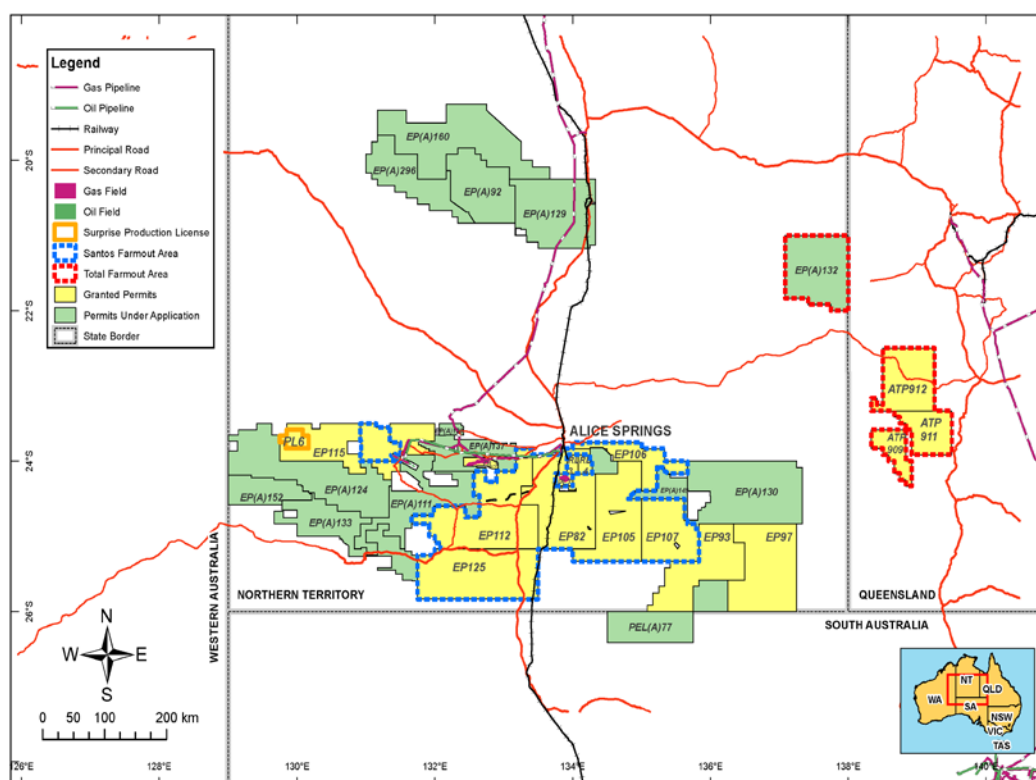 Legend
Gas Pipeline
Oil Pipeline
Railway
Principal Road
Secondary Road
Gas Field
Oil Field
Surprise Production License
Santos Farmout Area
Total Farmout Area
Granted Permits
Permits Under Application
State Border
20°S
22°S
24°S
26°S
EP(A)160
EP(A)296
EP(A)92
EP(A)129
EP(A)132
ATP912
ATP
911
ATP
909
ALICE SPRINGS
PL6
EP115
EP106
EP(A)124
EP(A)152
EP(A)111
EP(A)133
EP(A)130
EP112
EP82
EP105
EP107
EP93
EP97
EP125
WESTERN AUSTRALIA
NORTHERN TERRITORY
QUEENSLAND
SOUTH AUSTRALIA
PEL(A)77
N
W
E
S
0
50
100
200 km
WA
NT
QLD
SA
NSW
VIC
TAS
126°E
128°E
130°E
132°E
134°E
136°E
138°E
140°E